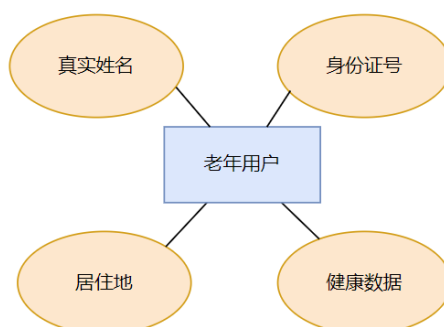 真实姓名
身份证号
老年用户
居住地
健康数据